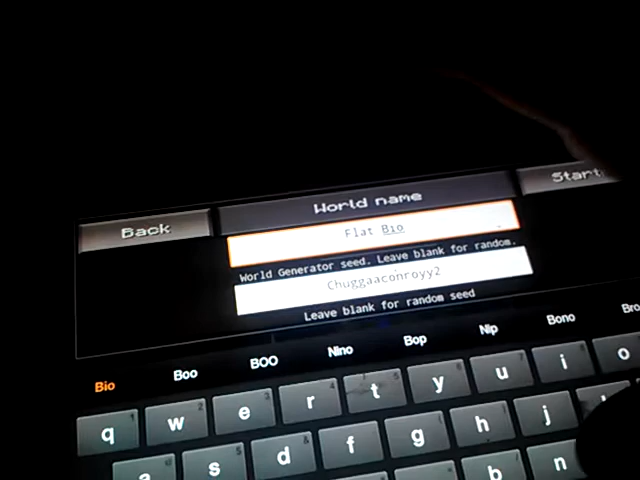 Back
World name
Start
Flat Bio
World Generator seed. Leave blank for random.
Chuggaaconroyy2
Leave blank for random seed
Bio Boo BOO Nino Bop Nip Bono Bro
q w e r t y u i o
a s d f g h j
b n